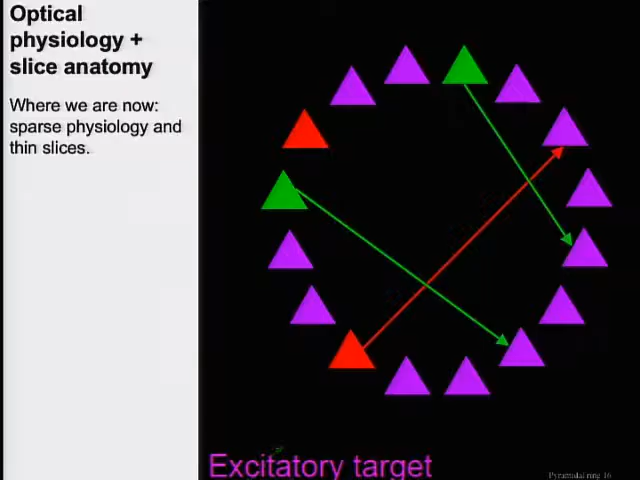 Optical
physiology +
slice anatomy
Where we are now:
sparse physiology and
thin slices.
Excitatory target
Pyramidal ring 16